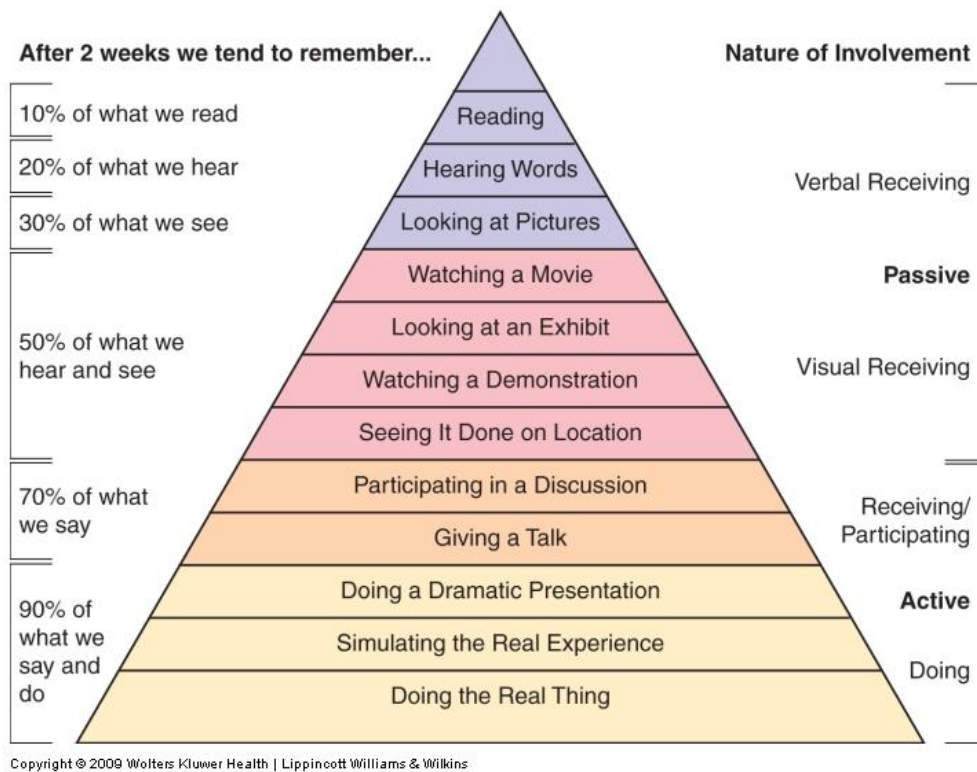 After 2 weeks we tend to remember...
Nature of Involvement
10% of what we read
Reading
20% of what we hear
Hearing Words
Verbal Receiving
30% of what we see
Looking at Pictures
Watching a Movie
Passive
50% of what we
hear and see
Looking at an Exhibit
Watching a Demonstration
Visual Receiving
Seeing It Done on Location
70% of what
we say
Participating in a Discussion
Giving a Talk
Receiving/
Participating
90% of
what we
say and
do
Doing a Dramatic Presentation
Active
Simulating the Real Experience
Doing
Doing the Real Thing
Copyright © 2009 Wolters Kluwer Health | Lippincott Williams & Wilkins